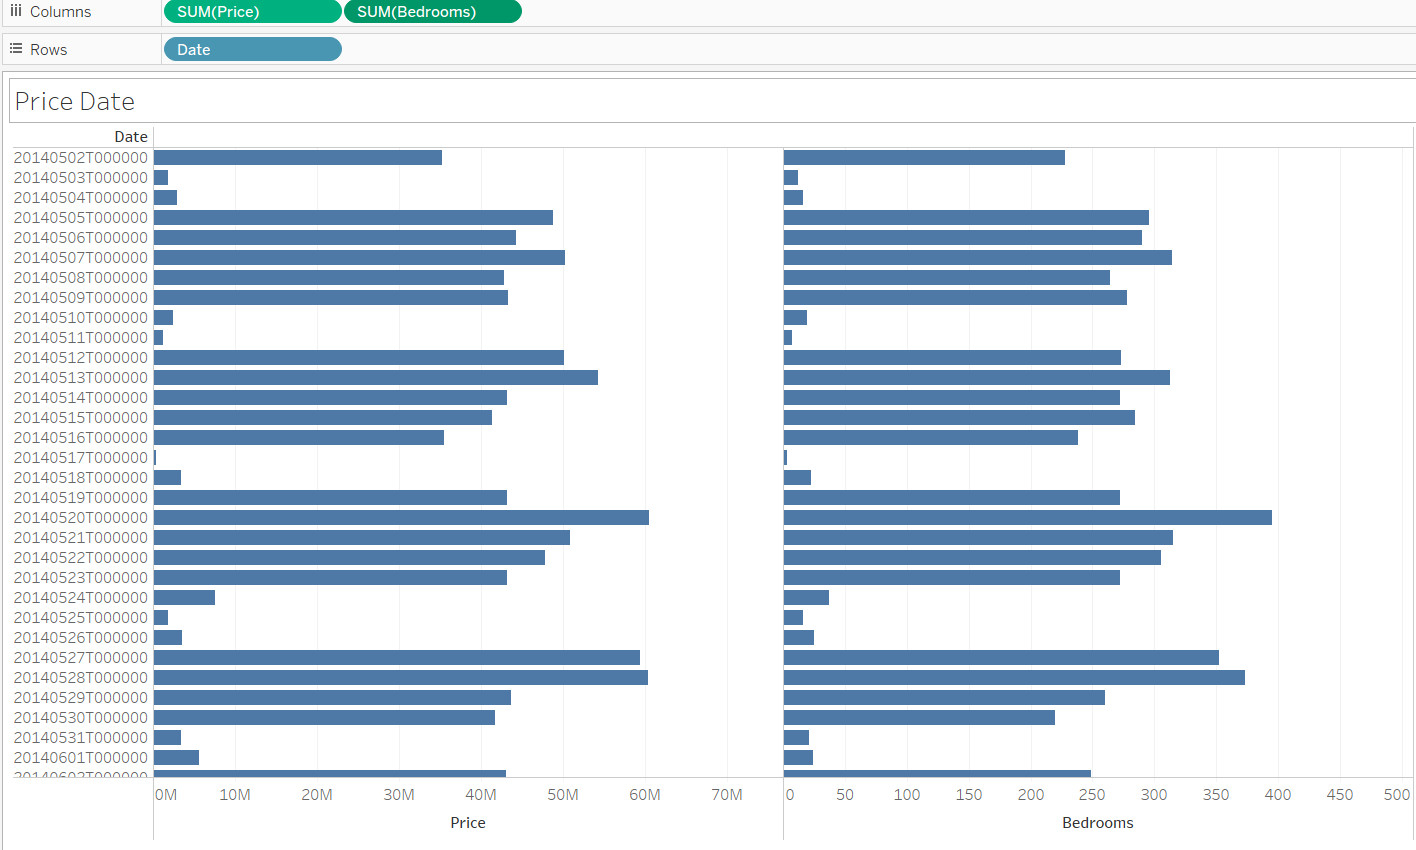 Columns SUM(Price) SUM(Bedrooms)
Rows Date
Price Date
Date
20140502T000000
20140503T000000
20140504T000000
20140505T000000
20140506T000000
20140507T000000
20140508T000000
20140509T000000
20140510T000000
20140511T000000
20140512T000000
20140513T000000
20140514T000000
20140515T000000
20140516T000000
20140517T000000
20140518T000000
20140519T000000
20140520T000000
20140521T000000
20140522T000000
20140523T000000
20140524T000000
20140525T000000
20140526T000000
20140527T000000
20140528T000000
20140529T000000
20140530T000000
20140531T000000
20140601T000000
20140602T000000
0M 10M 20M 30M 40M 50M 60M 70M 0 50 100 150 200 250 300 350 400 450 500
Price Bedrooms